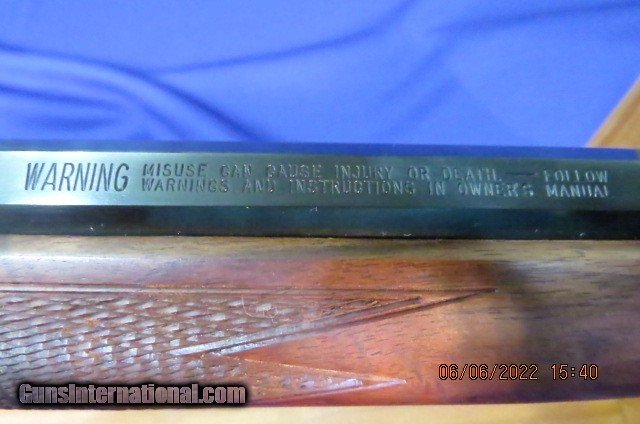 WARNING MISUSE CAN CAUSE INJURY OR DEATH — FOLLOW
WARNINGS AND INSTRUCTIONS IN OWNER'S MANUAL
06/06/2022 15:40
GunsInternational.com